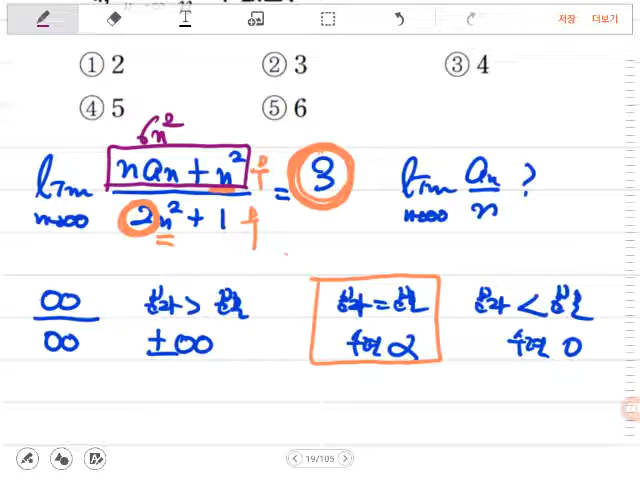 저장 더보기
① 2 ② 3 ③ 4
④ 5 ⑤ 6
6n²
lim n→∞ nan + n² / 2n² + 1 = 3 lim n→∞ an / n ?
∞ / ∞ 분자 > 분모 분자 = 분모 분자 < 분모
±∞ 수렴 α 수렴 0
19/105